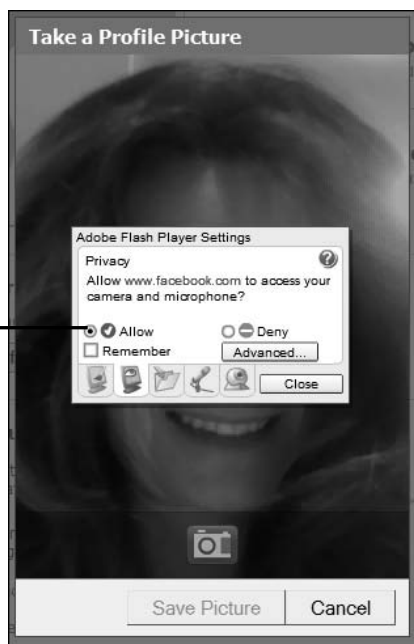 Take a Profile Picture
Adobe Flash Player Settings
Privacy
Allow www.facebook.com to access your
camera and microphone?
Allow
Deny
Remember
Advanced...
Close
Save Picture
Cancel